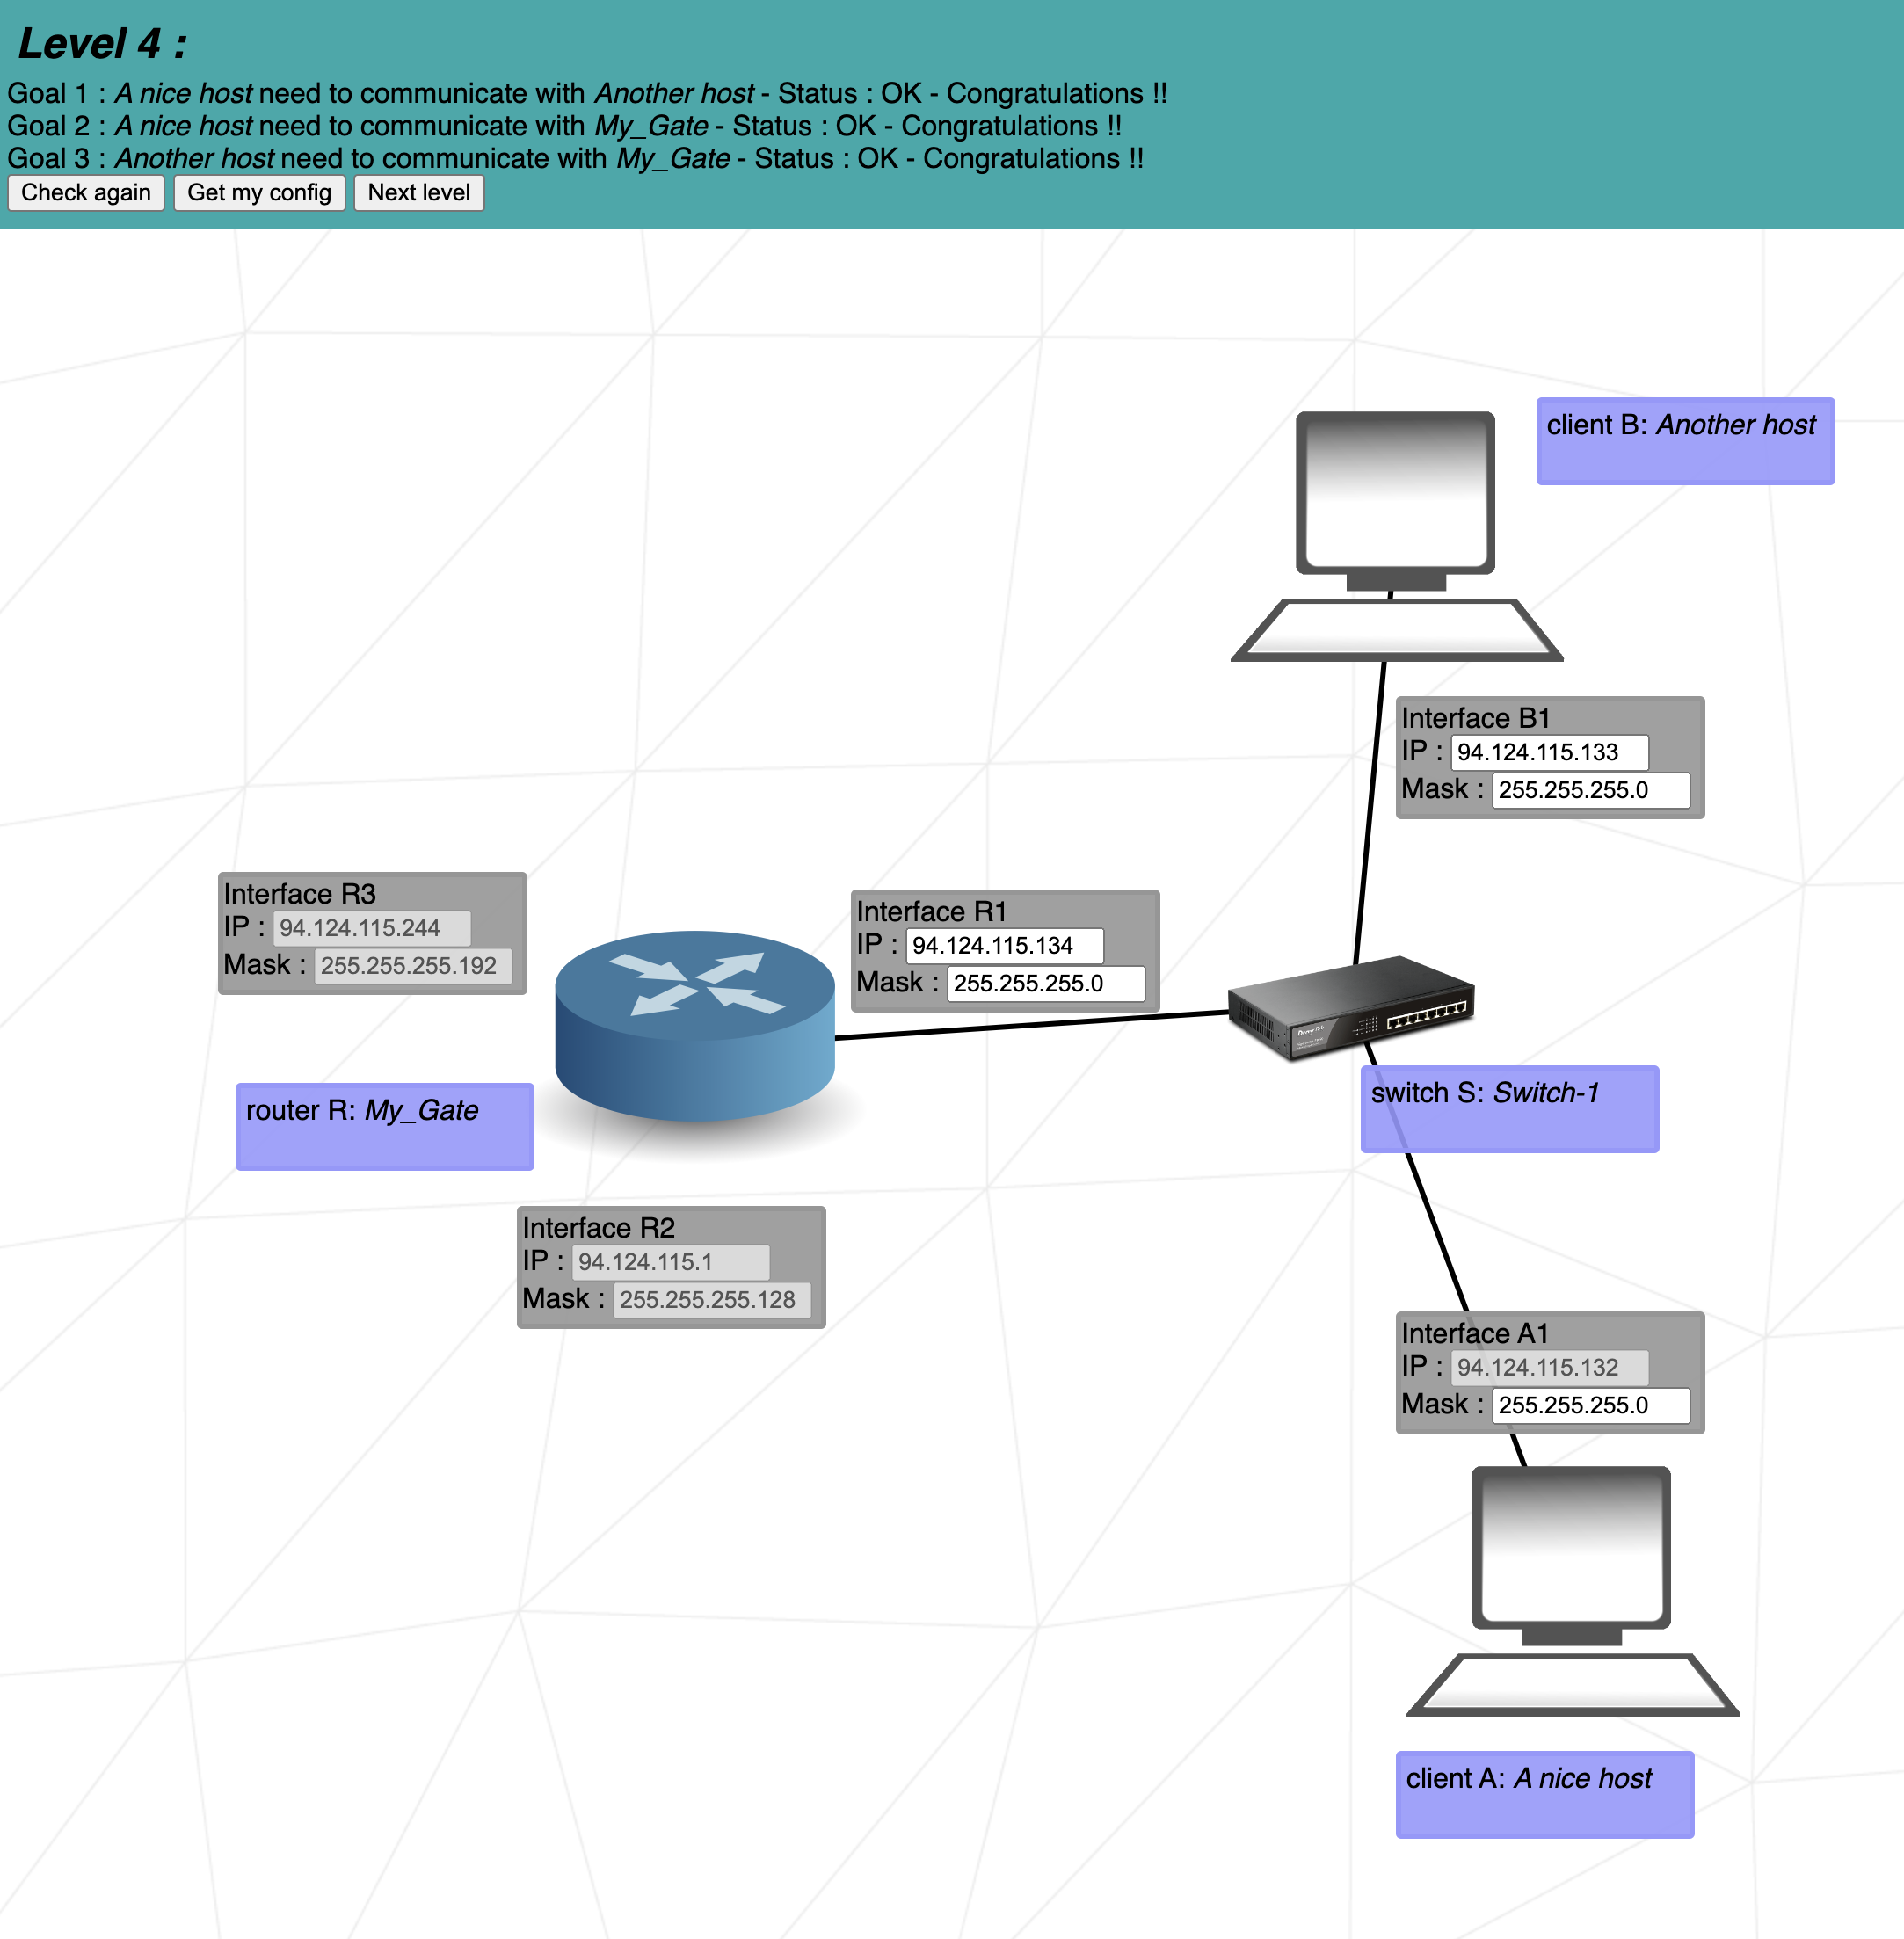 Level 4 :
Goal 1 : A nice host need to communicate with Another host - Status : OK - Congratulations !!
Goal 2 : A nice host need to communicate with My_Gate - Status : OK - Congratulations !!
Goal 3 : Another host need to communicate with My_Gate - Status : OK - Congratulations !!
Check again Get my config Next level
client B: Another host
Interface B1
IP : 94.124.115.133
Mask : 255.255.255.0
Interface R3
IP : 94.124.115.244
Mask : 255.255.255.192
Interface R1
IP : 94.124.115.134
Mask : 255.255.255.0
router R: My_Gate
switch S: Switch-1
Interface R2
IP : 94.124.115.1
Mask : 255.255.255.128
Interface A1
IP : 94.124.115.132
Mask : 255.255.255.0
client A: A nice host